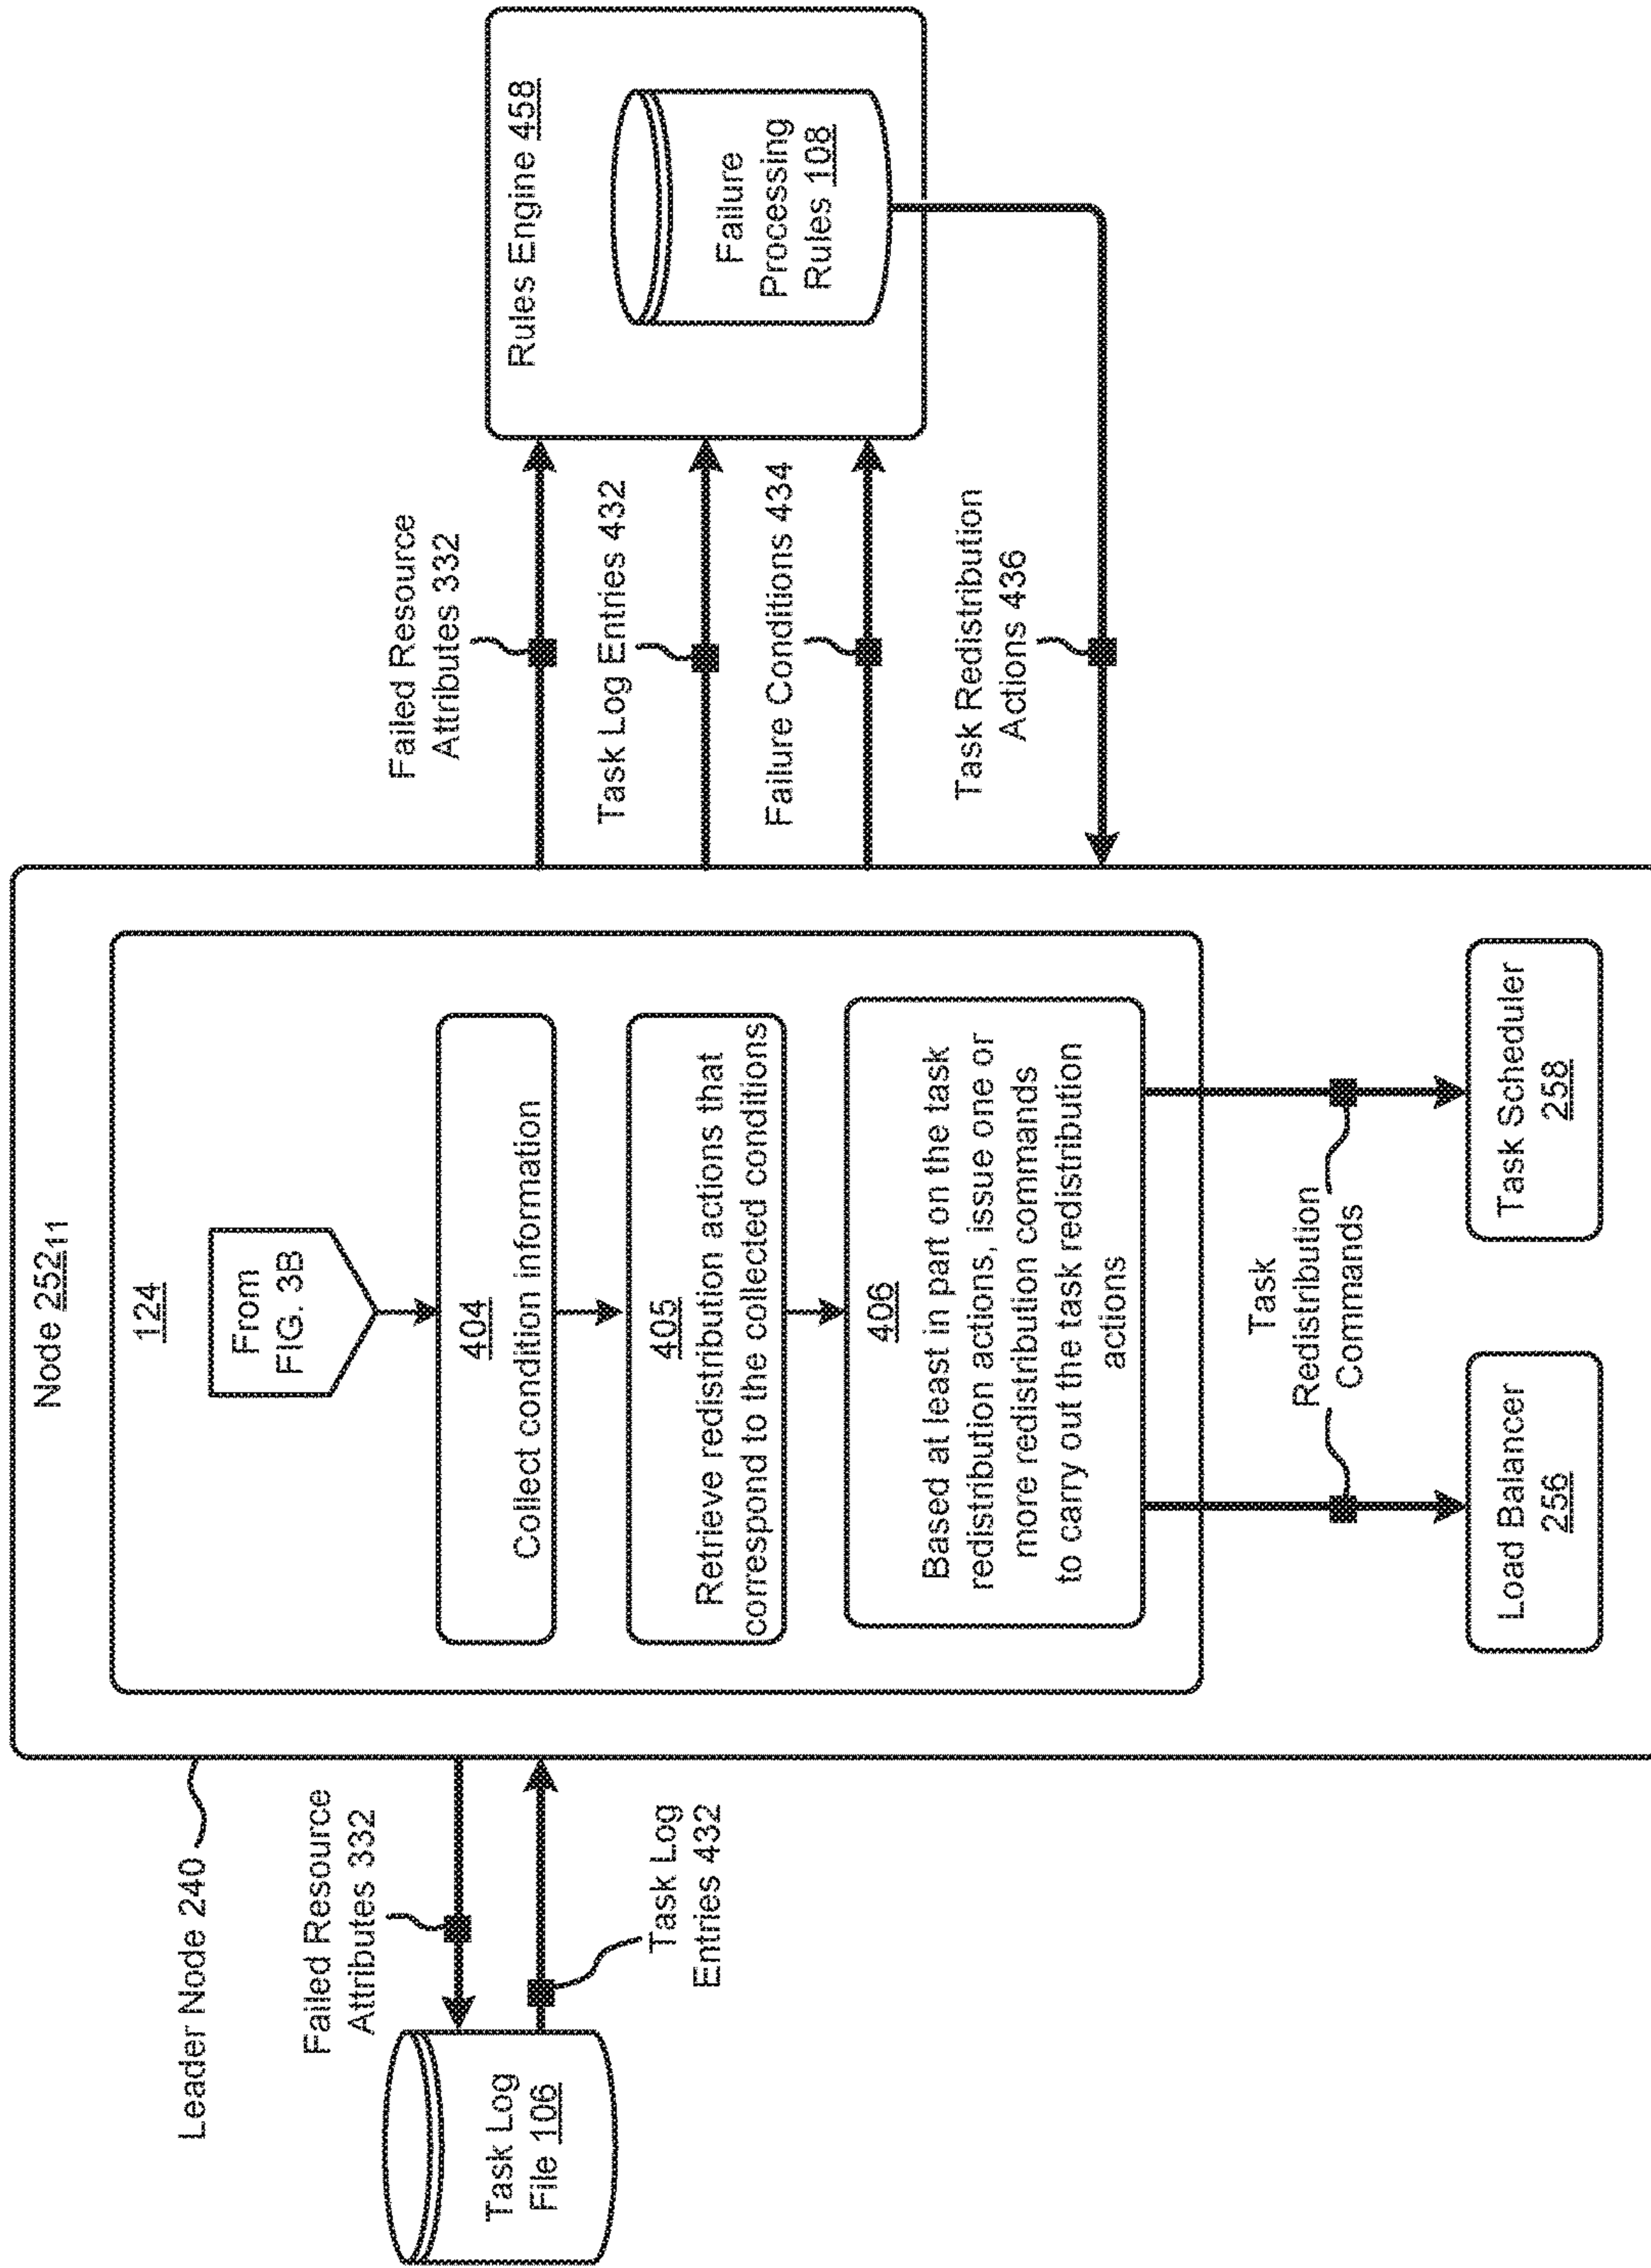 Leader Node 240
Node 252₁₁
124
From
FIG. 3B
404
Collect condition information
405
Retrieve redistribution actions that
correspond to the collected conditions
406
Based at least in part on the task
redistribution actions, issue one or
more redistribution commands
to carry out the task redistribution
actions
Task
Redistribution
Commands
Load Balancer
256
Task Scheduler
258
Failed Resource
Attributes 332
Task Log
Entries 432
Task Log
File 106
Failed Resource
Attributes 332
Task Log Entries 432
Failure Conditions 434
Task Redistribution
Actions 436
Rules Engine 458
Failure
Processing
Rules 108